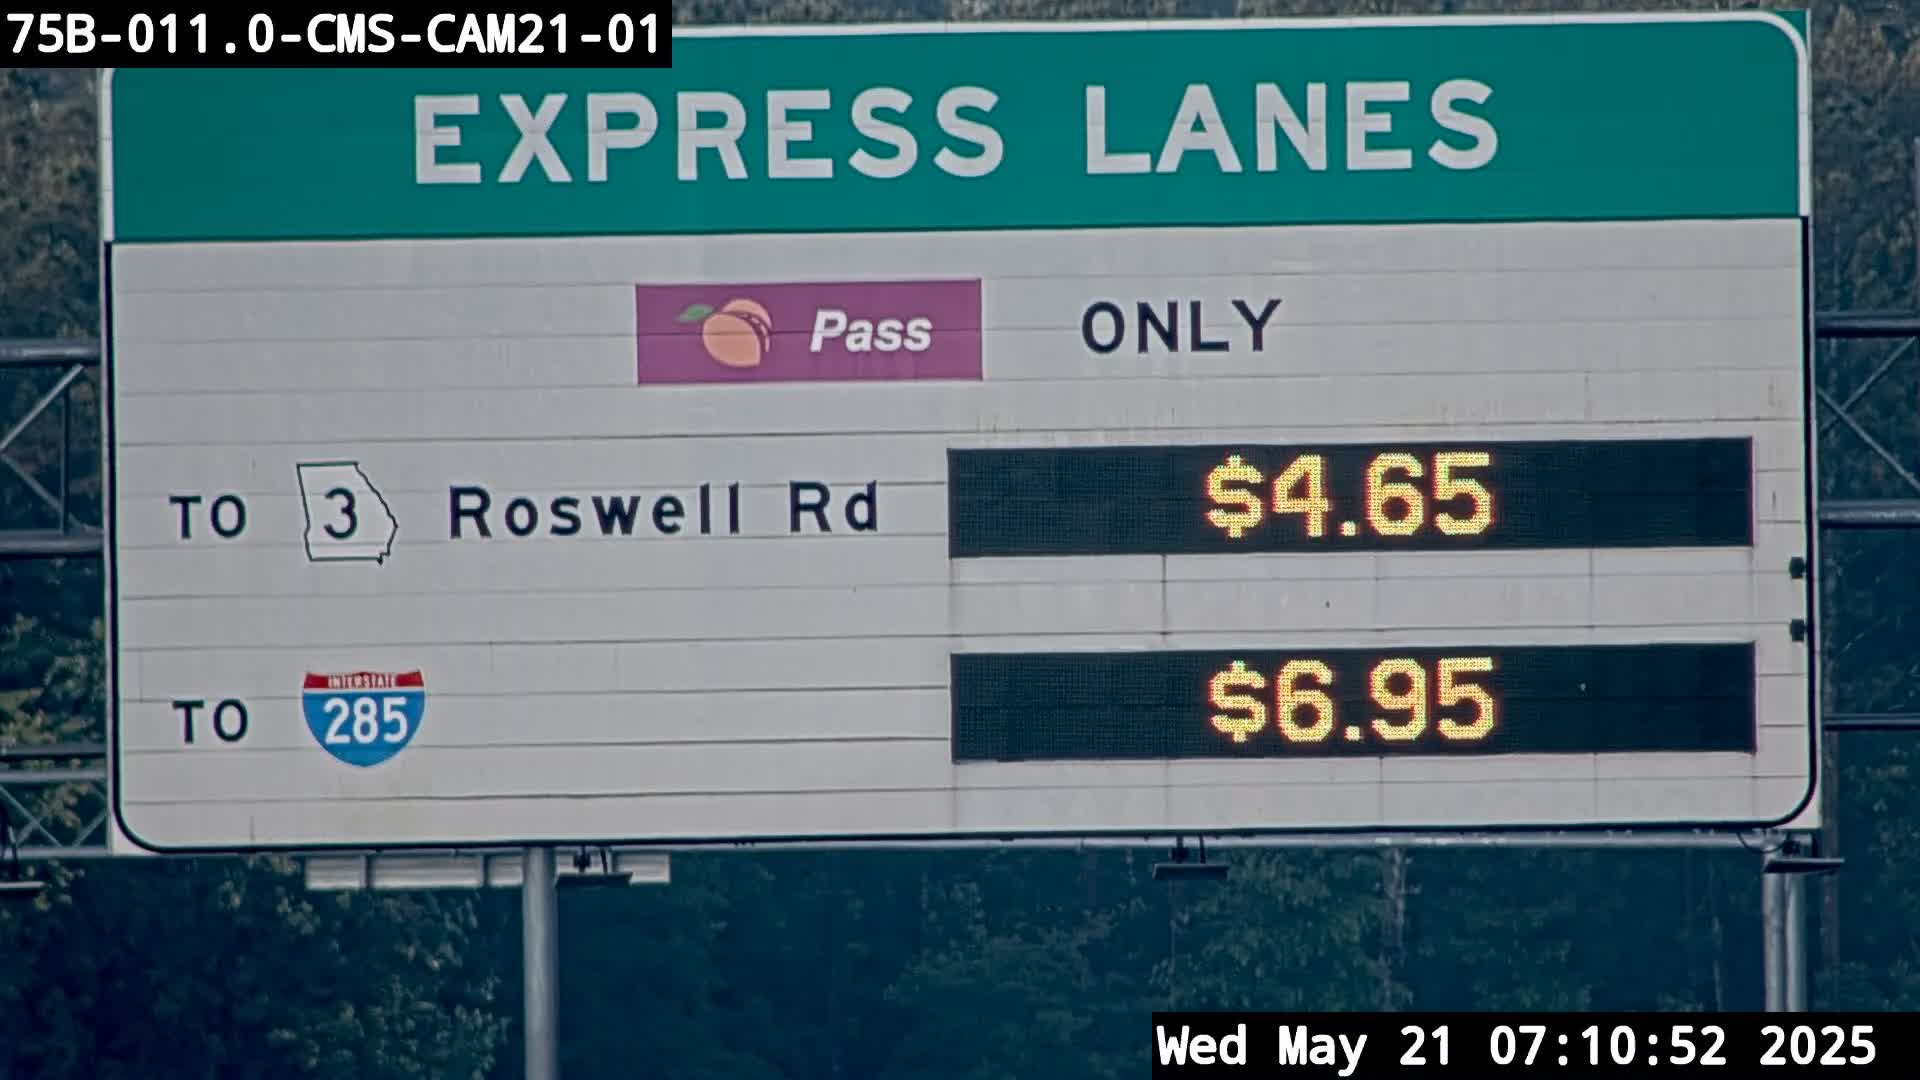 75B-011.0-CMS-CAM21-01
EXPRESS LANES
Pass ONLY
TO 3 Roswell Rd $4.65
TO INTERSTATE 285 $6.95
Wed May 21 07:10:52 2025